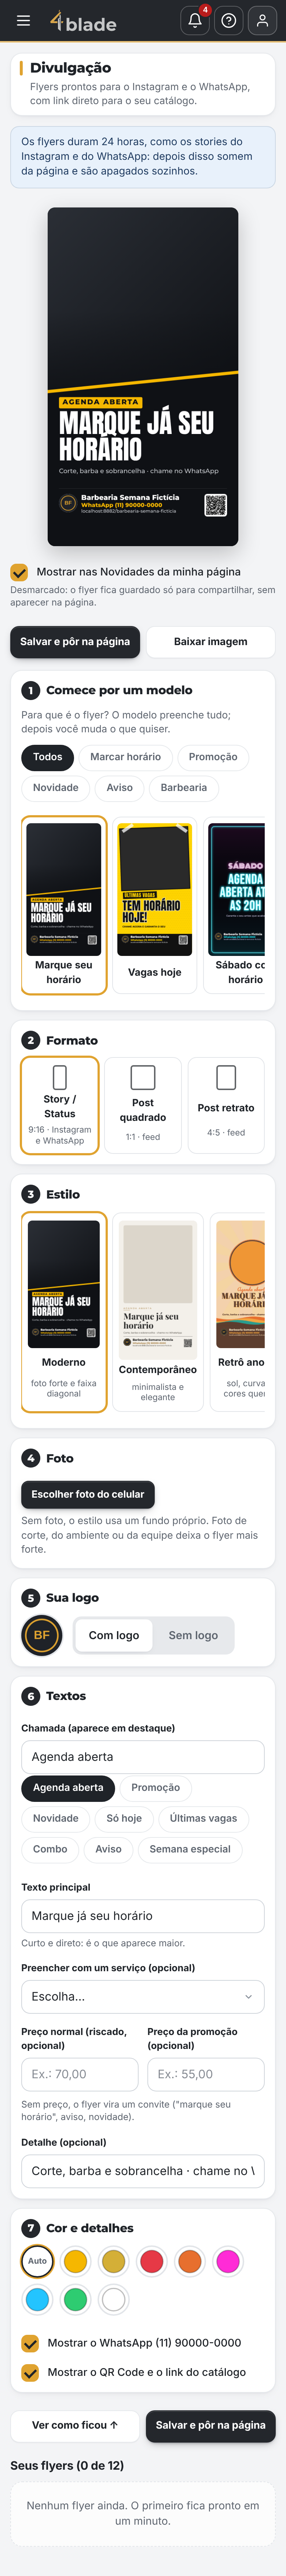 4blade
4
Divulgação
Flyers prontos para o Instagram e o WhatsApp,
com link direto para o seu catálogo.
Os flyers duram 24 horas, como os stories do
Instagram e do WhatsApp: depois disso somem
da página e são apagados sozinhos.
AGENDA ABERTA
MARQUE JÁ SEU
HORÁRIO
Corte, barba e sobrancelha · chame no WhatsApp
BF
Barbearia Semana Fictícia
WhatsApp (11) 90000-0000
localhost:8882/barbearia-semana-ficticia
Mostrar nas Novidades da minha página
Desmarcado: o flyer fica guardado só para compartilhar, sem
aparecer na página.
Salvar e pôr na página
Baixar imagem
1 Comece por um modelo
Para que é o flyer? O modelo preenche tudo;
depois você muda o que quiser.
Todos
Marcar horário
Promoção
Novidade
Aviso
Barbearia
AGENDA ABERTA
MARQUE JÁ SEU
HORÁRIO
Marque seu
horário
ÚLTIMAS VAGAS
TEM HORÁRIO
HOJE!
Vagas hoje
SÁBADO
AGENDA
ABERTA AT
ÀS 20H
Sábado co
horário
2 Formato
Story /
Status
9:16 · Instagram
e WhatsApp
Post
quadrado
1:1 · feed
Post retrato
4:5 · feed
3 Estilo
AGENDA ABERTA
MARQUE JÁ SEU
HORÁRIO
Moderno
foto forte e faixa
diagonal
Marque já seu
horário
Contemporâneo
minimalista e
elegante
Agenda aberta
MARQUE JÁ
HORÁRI
Retrô ano
sol, curva
cores quen
4 Foto
Escolher foto do celular
Sem foto, o estilo usa um fundo próprio. Foto de
corte, do ambiente ou da equipe deixa o flyer mais
forte.
5 Sua logo
BF
Com logo
Sem logo
6 Textos
Chamada (aparece em destaque)
Agenda aberta
Agenda aberta
Promoção
Novidade
Só hoje
Últimas vagas
Combo
Aviso
Semana especial
Texto principal
Marque já seu horário
Curto e direto: é o que aparece maior.
Preencher com um serviço (opcional)
Escolha...
Preço normal (riscado,
opcional)
Ex.: 70,00
Preço da promoção
(opcional)
Ex.: 55,00
Sem preço, o flyer vira um convite ("marque seu
horário", aviso, novidade).
Detalhe (opcional)
Corte, barba e sobrancelha · chame no \
7 Cor e detalhes
Auto
Mostrar o WhatsApp (11) 90000-0000
Mostrar o QR Code e o link do catálogo
Ver como ficou ↑
Salvar e pôr na página
Seus flyers (0 de 12)
Nenhum flyer ainda. O primeiro fica pronto em
um minuto.